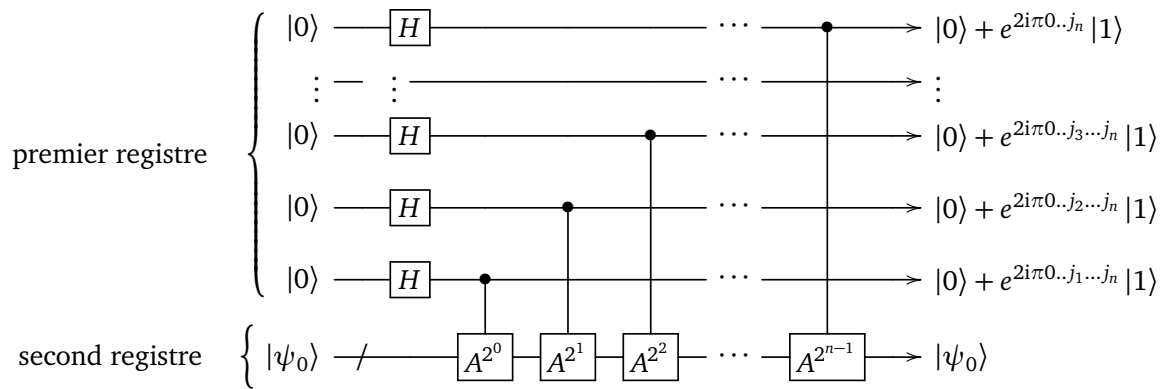 |0⟩ H ··· |0⟩ + e^{2iπ0..j_n} |1⟩
⋮ ⋮ ··· ⋮
|0⟩ H ··· |0⟩ + e^{2iπ0..j_3...j_n} |1⟩
premier registre
|0⟩ H ··· |0⟩ + e^{2iπ0..j_2...j_n} |1⟩
|0⟩ H ··· |0⟩ + e^{2iπ0..j_1...j_n} |1⟩
second registre { |ψ_0⟩ / A^{2^0} A^{2^1} A^{2^2} ··· A^{2^{n−1}} |ψ_0⟩